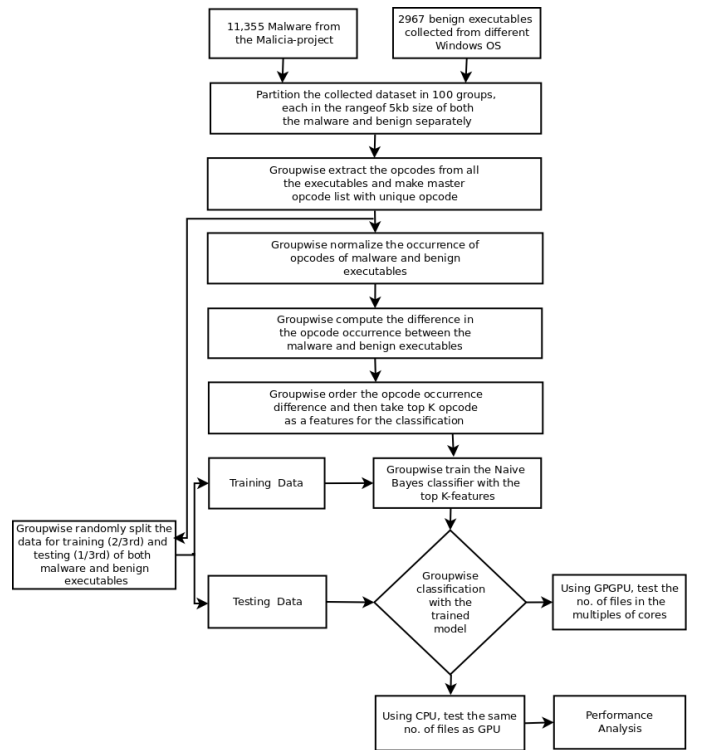 11,355 Malware from
the Malicia-project
2967 benign executables
collected from different
Windows OS
Partition the collected dataset in 100 groups,
each in the rangeof 5kb size of both
the malware and benign separately
Groupwise extract the opcodes from all
the executables and make master
opcode list with unique opcode
Groupwise normalize the occurrence of
opcodes of malware and benign
executables
Groupwise compute the difference in
the opcode occurrence between the
malware and benign executables
Groupwise order the opcode occurrence
difference and then take top K opcode
as a features for the classification
Training Data
Groupwise train the Naive
Bayes classifier with the
top K-features
Groupwise randomly split the
data for training (2/3rd) and
testing (1/3rd) of both
malware and benign
executables
Testing Data
Groupwise
classification
with the
trained
model
Using GPGPU, test the
no. of files in the
multiples of cores
Using CPU, test the same
no. of files as GPU
Performance
Analysis